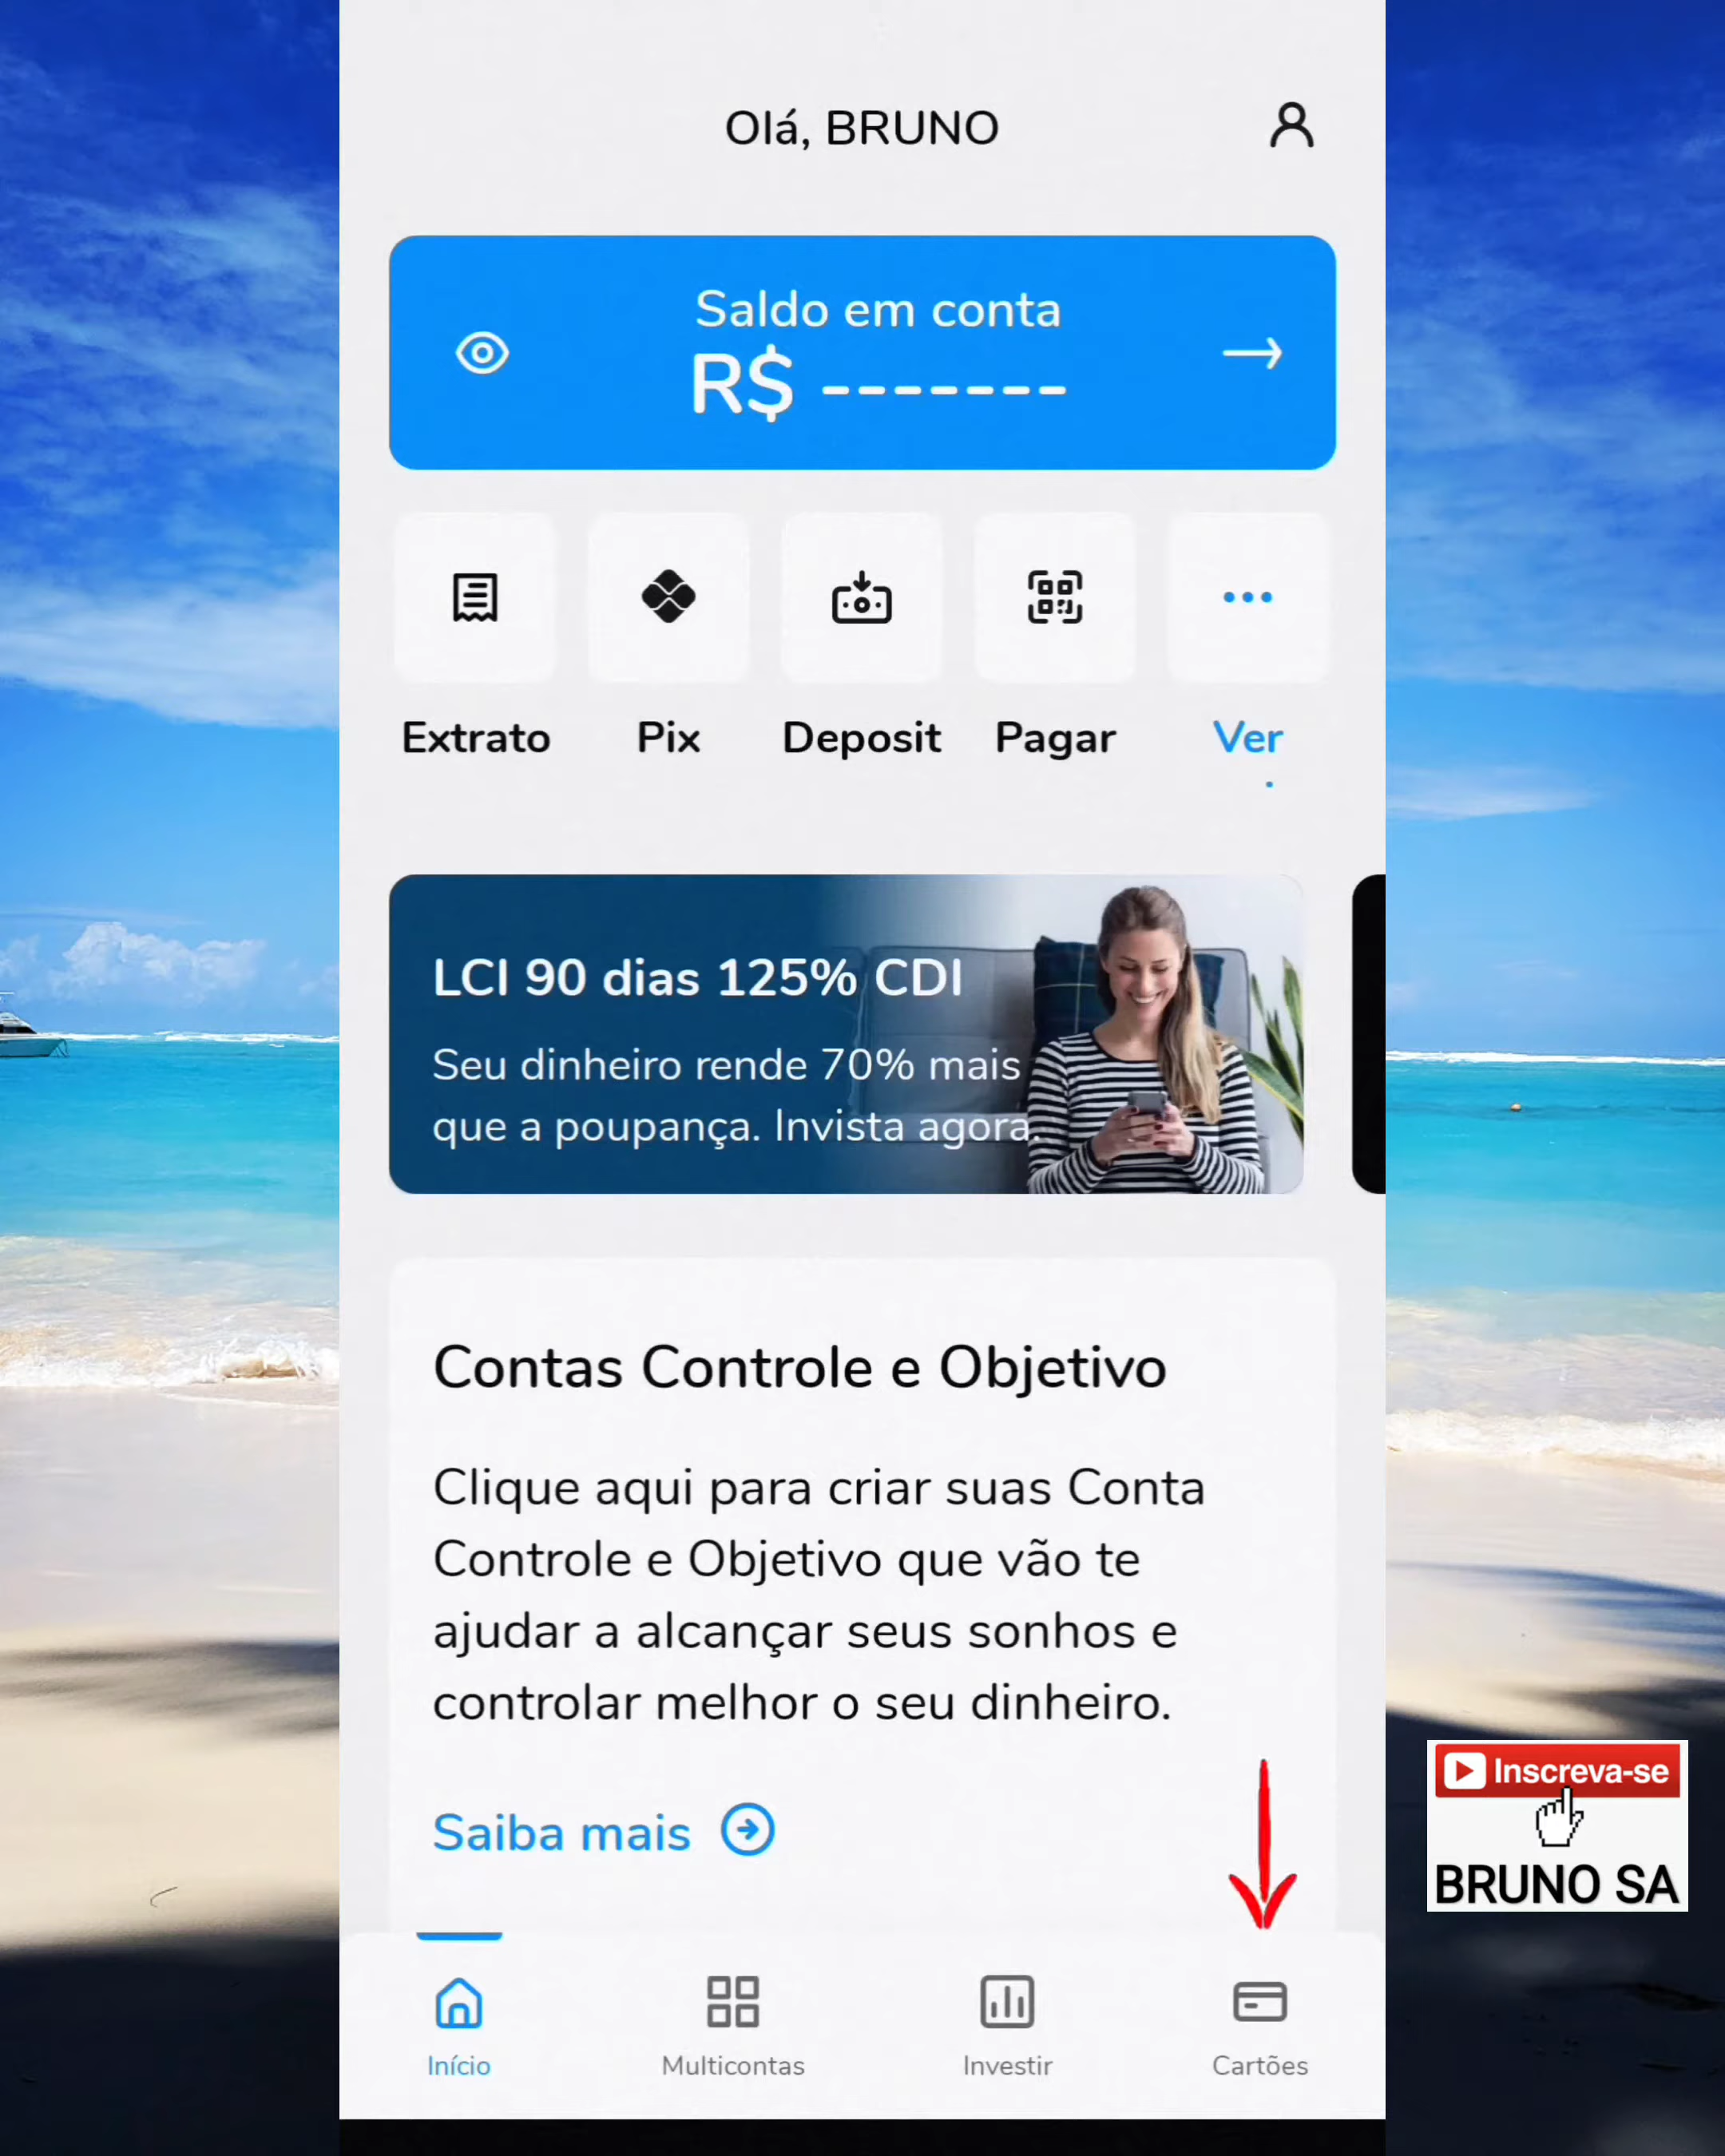 Olá, BRUNO
Saldo em conta
R$ -------
Extrato
Pix
Deposit
Pagar
Ver
LCI 90 dias 125% CDI
Seu dinheiro rende 70% mais
que a poupança. Invista agora.
Contas Controle e Objetivo
Clique aqui para criar suas Conta
Controle e Objetivo que vão te
ajudar a alcançar seus sonhos e
controlar melhor o seu dinheiro.
Saiba mais
Inscreva-se
BRUNO SA
Início
Multicontas
Investir
Cartões